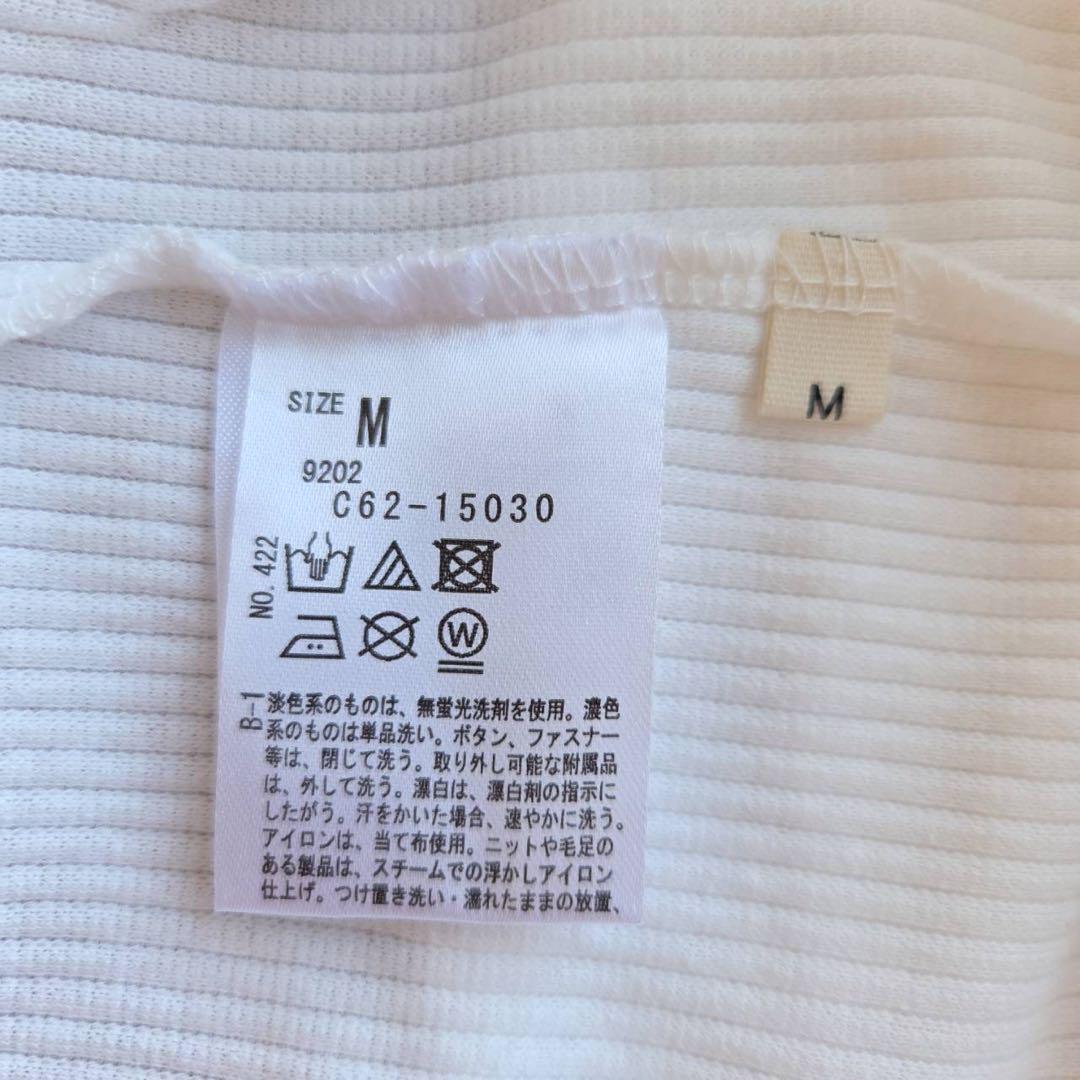 SIZE M
9202
C62-15030
NO. 422
W
B-1
淡色系のものは、無蛍光洗剤を使用。濃色
系のものは単品洗い。ボタン、ファスナー
等は、閉じて洗う。取り外し可能な附属品
は、外して洗う。漂白は、漂白剤の指示に
したがう。汗をかいた場合、速やかに洗う。
アイロンは、当て布使用。ニットや毛足の
ある製品は、スチームでの浮かしアイロン
仕上げ。つけ置き洗い・濡れたままの放置、
M